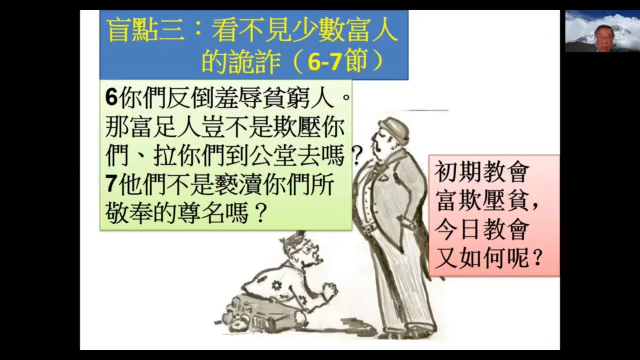 盲點三：看不見少數富人
的詭詐（6-7節）
6你們反倒羞辱貧窮人。
那富足人豈不是欺壓你
們、拉你們到公堂去嗎？
7他們不是褻瀆你們所
敬奉的尊名嗎？
初期教會
富欺壓貧，
今日教會
又如何呢？